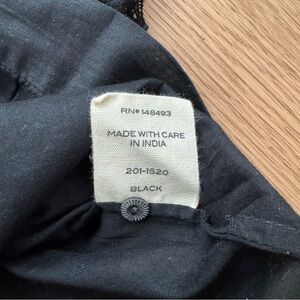 RN# 148493
MADE WITH CARE
IN INDIA
201-1520
BLACK